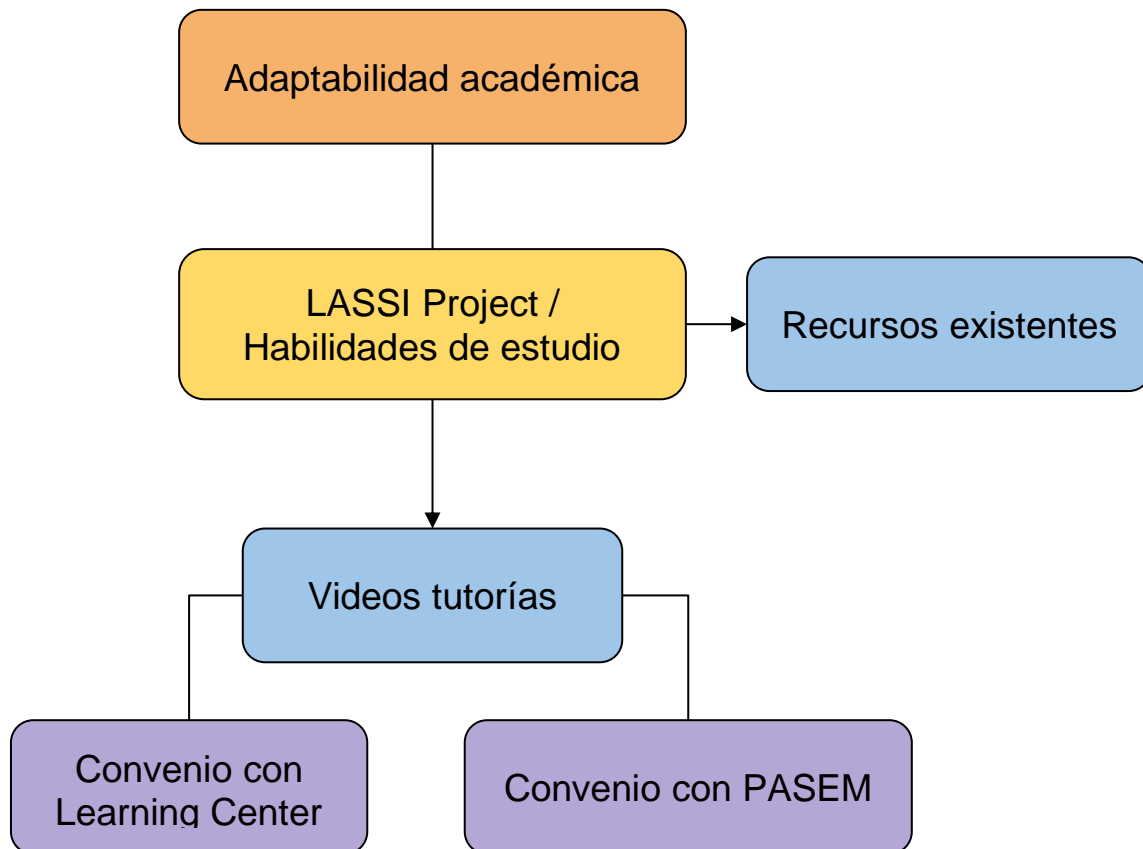 Adaptabilidad académica
LASSI Project /
Habilidades de estudio
Recursos existentes
Videos tutorías
Convenio con
Learning Center
Convenio con PASEM